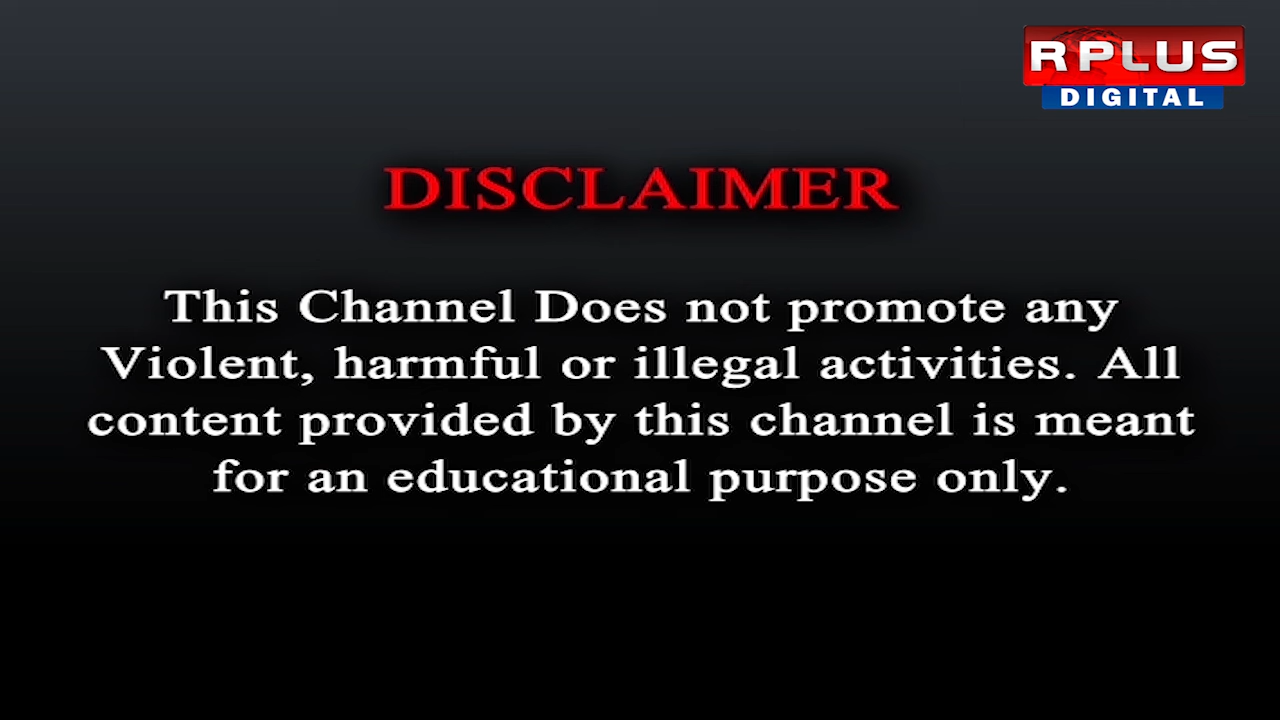 RPLUS
DIGITAL
DISCLAIMER
This Channel Does not promote any
Violent, harmful or illegal activities. All
content provided by this channel is meant
for an educational purpose only.